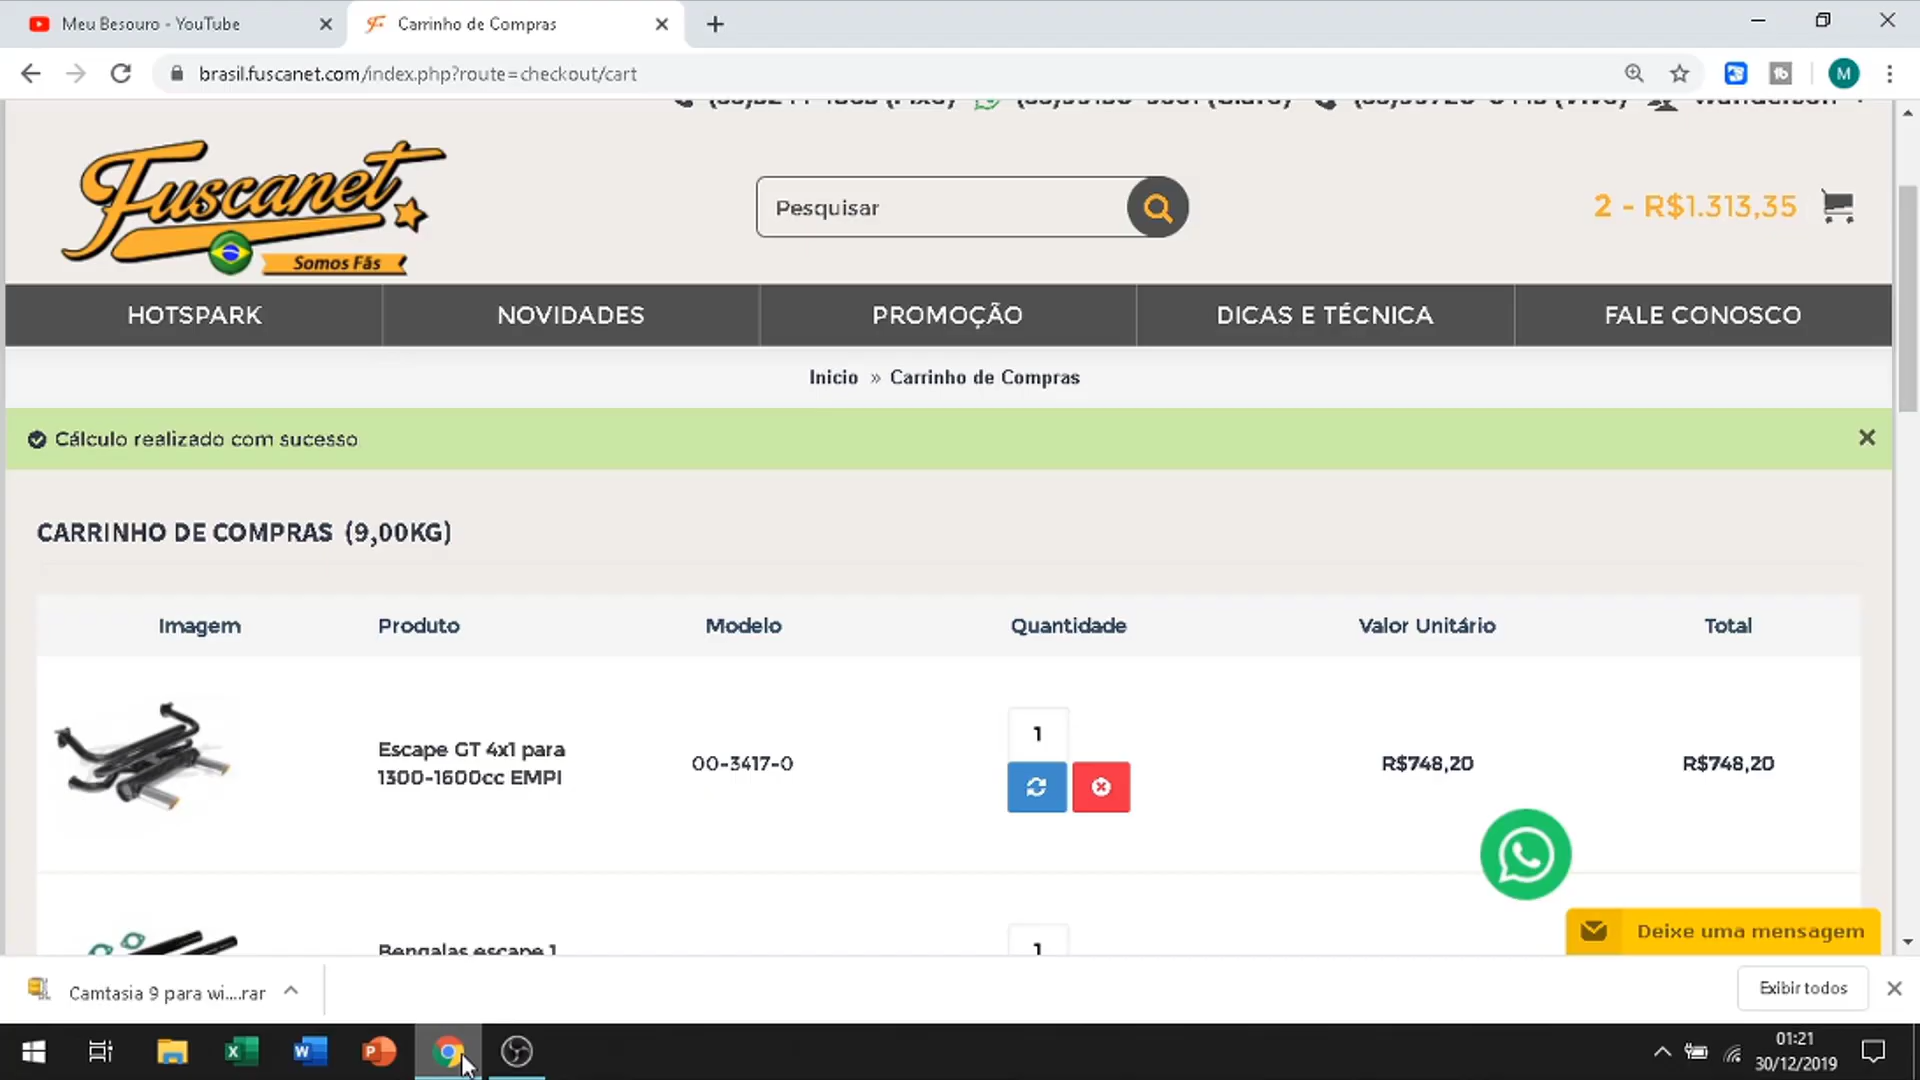 Meu Besouro - YouTube
Carrinho de Compras
brasil.fuscanet.com/index.php?route=checkout/cart
M
Fuscanet
Somos Fãs
Pesquisar
2 - R$1.313,35
HOTSPARK
NOVIDADES
PROMOÇÃO
DICAS E TÉCNICA
FALE CONOSCO
Inicio » Carrinho de Compras
Cálculo realizado com sucesso
CARRINHO DE COMPRAS (9,00KG)
Imagem
Produto
Modelo
Quantidade
Valor Unitário
Total
Escape GT 4x1 para
1300-1600cc EMPI
00-3417-0
1
R$748,20
R$748,20
Bengalas escape 1
1
Deixe uma mensagem
Camtasia 9 para wi....rar
Exibir todos
01:21
30/12/2019